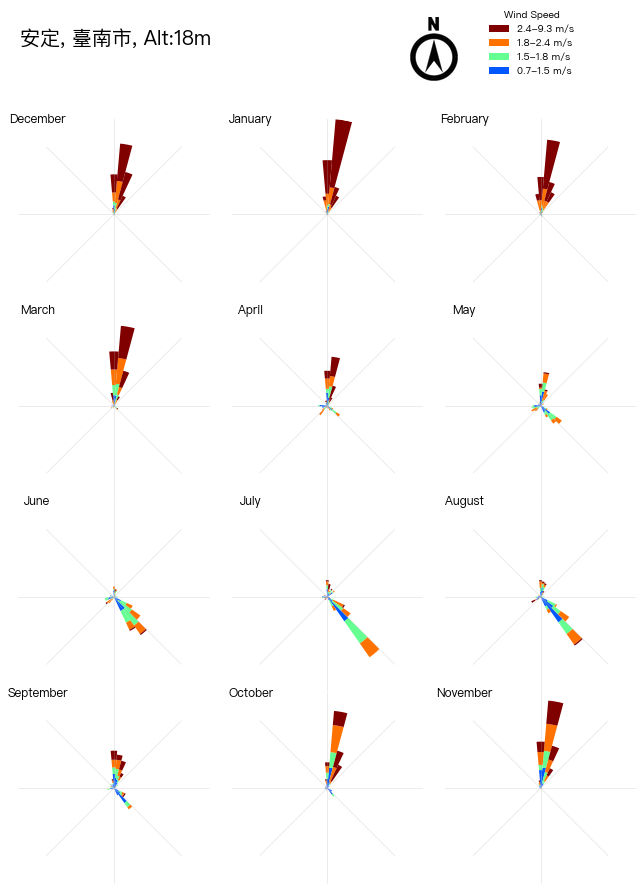 安定, 臺南市, Alt:18m
N
Wind Speed
2.4–9.3 m/s
1.8–2.4 m/s
1.5–1.8 m/s
0.7–1.5 m/s
December
January
February
March
April
May
June
July
August
September
October
November